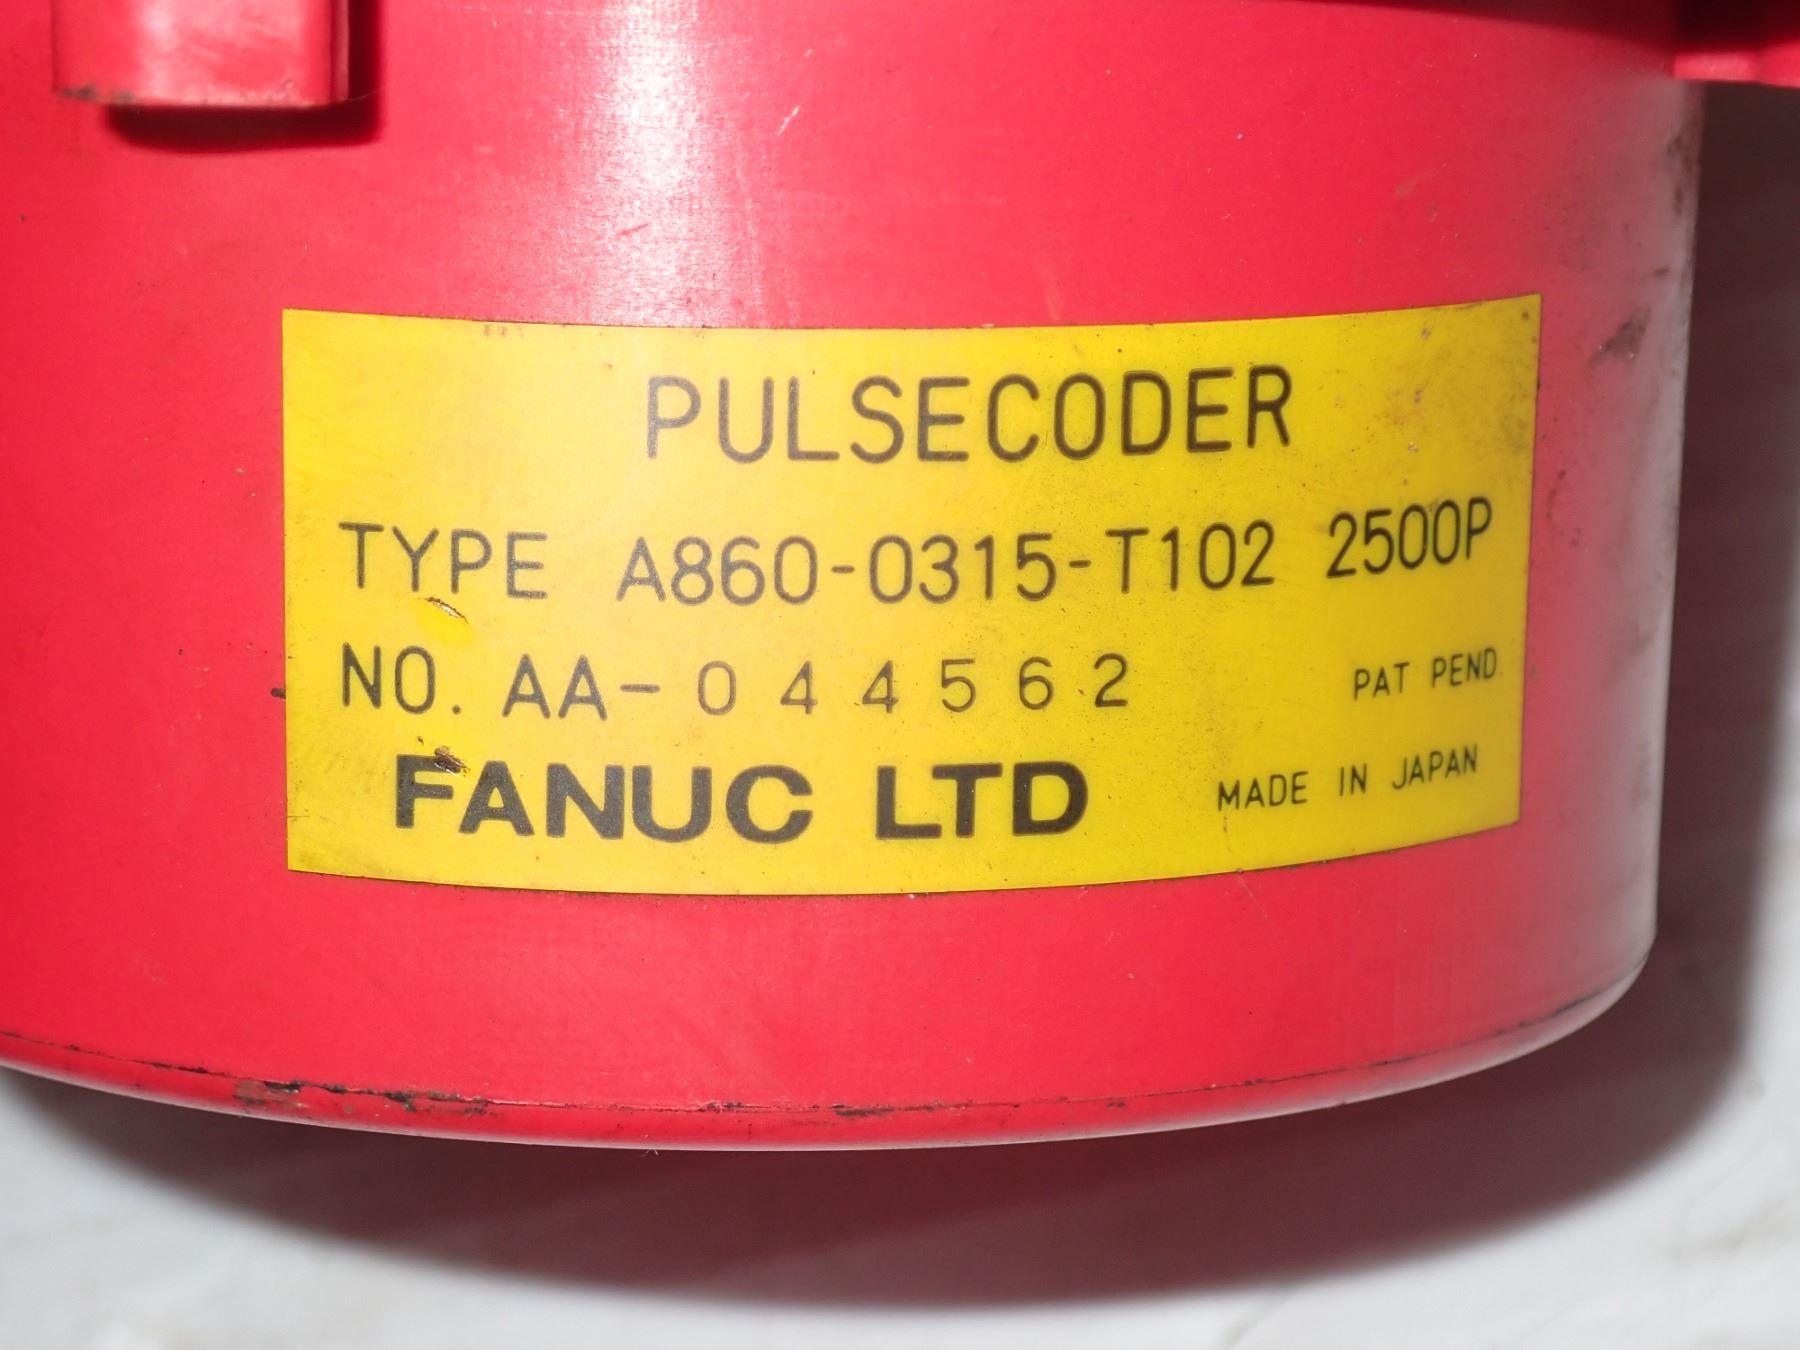 PULSECODER
TYPE A860-0315-T102 2500P
NO. AA-044562 PAT PEND.
FANUC LTD MADE IN JAPAN